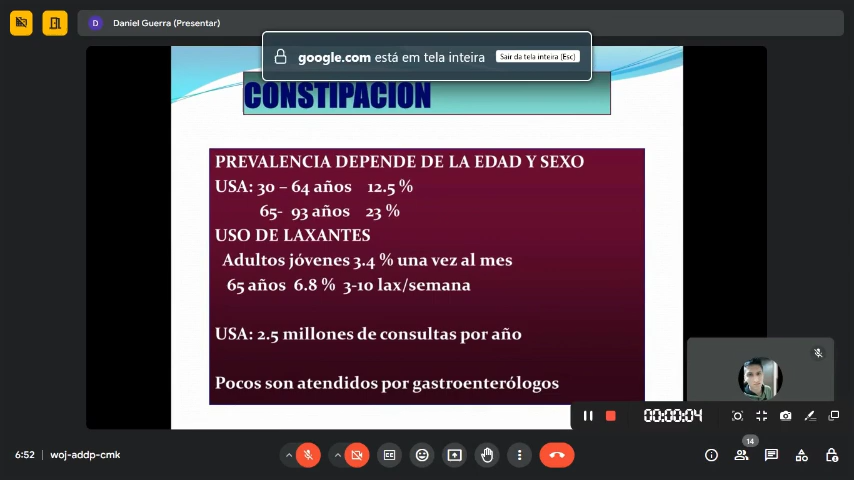 D Daniel Guerra (Presentar)
google.com está em tela inteira Sair da tela inteira (Esc)
CONSTIPACION
PREVALENCIA DEPENDE DE LA EDAD Y SEXO
USA: 30 – 64 años 12.5 %
65- 93 años 23 %
USO DE LAXANTES
Adultos jóvenes 3.4 % una vez al mes
65 años 6.8 % 3-10 lax/semana
USA: 2.5 millones de consultas por año
Pocos son atendidos por gastroenterólogos
00:00:04
14
6:52 woj-addp-cmk